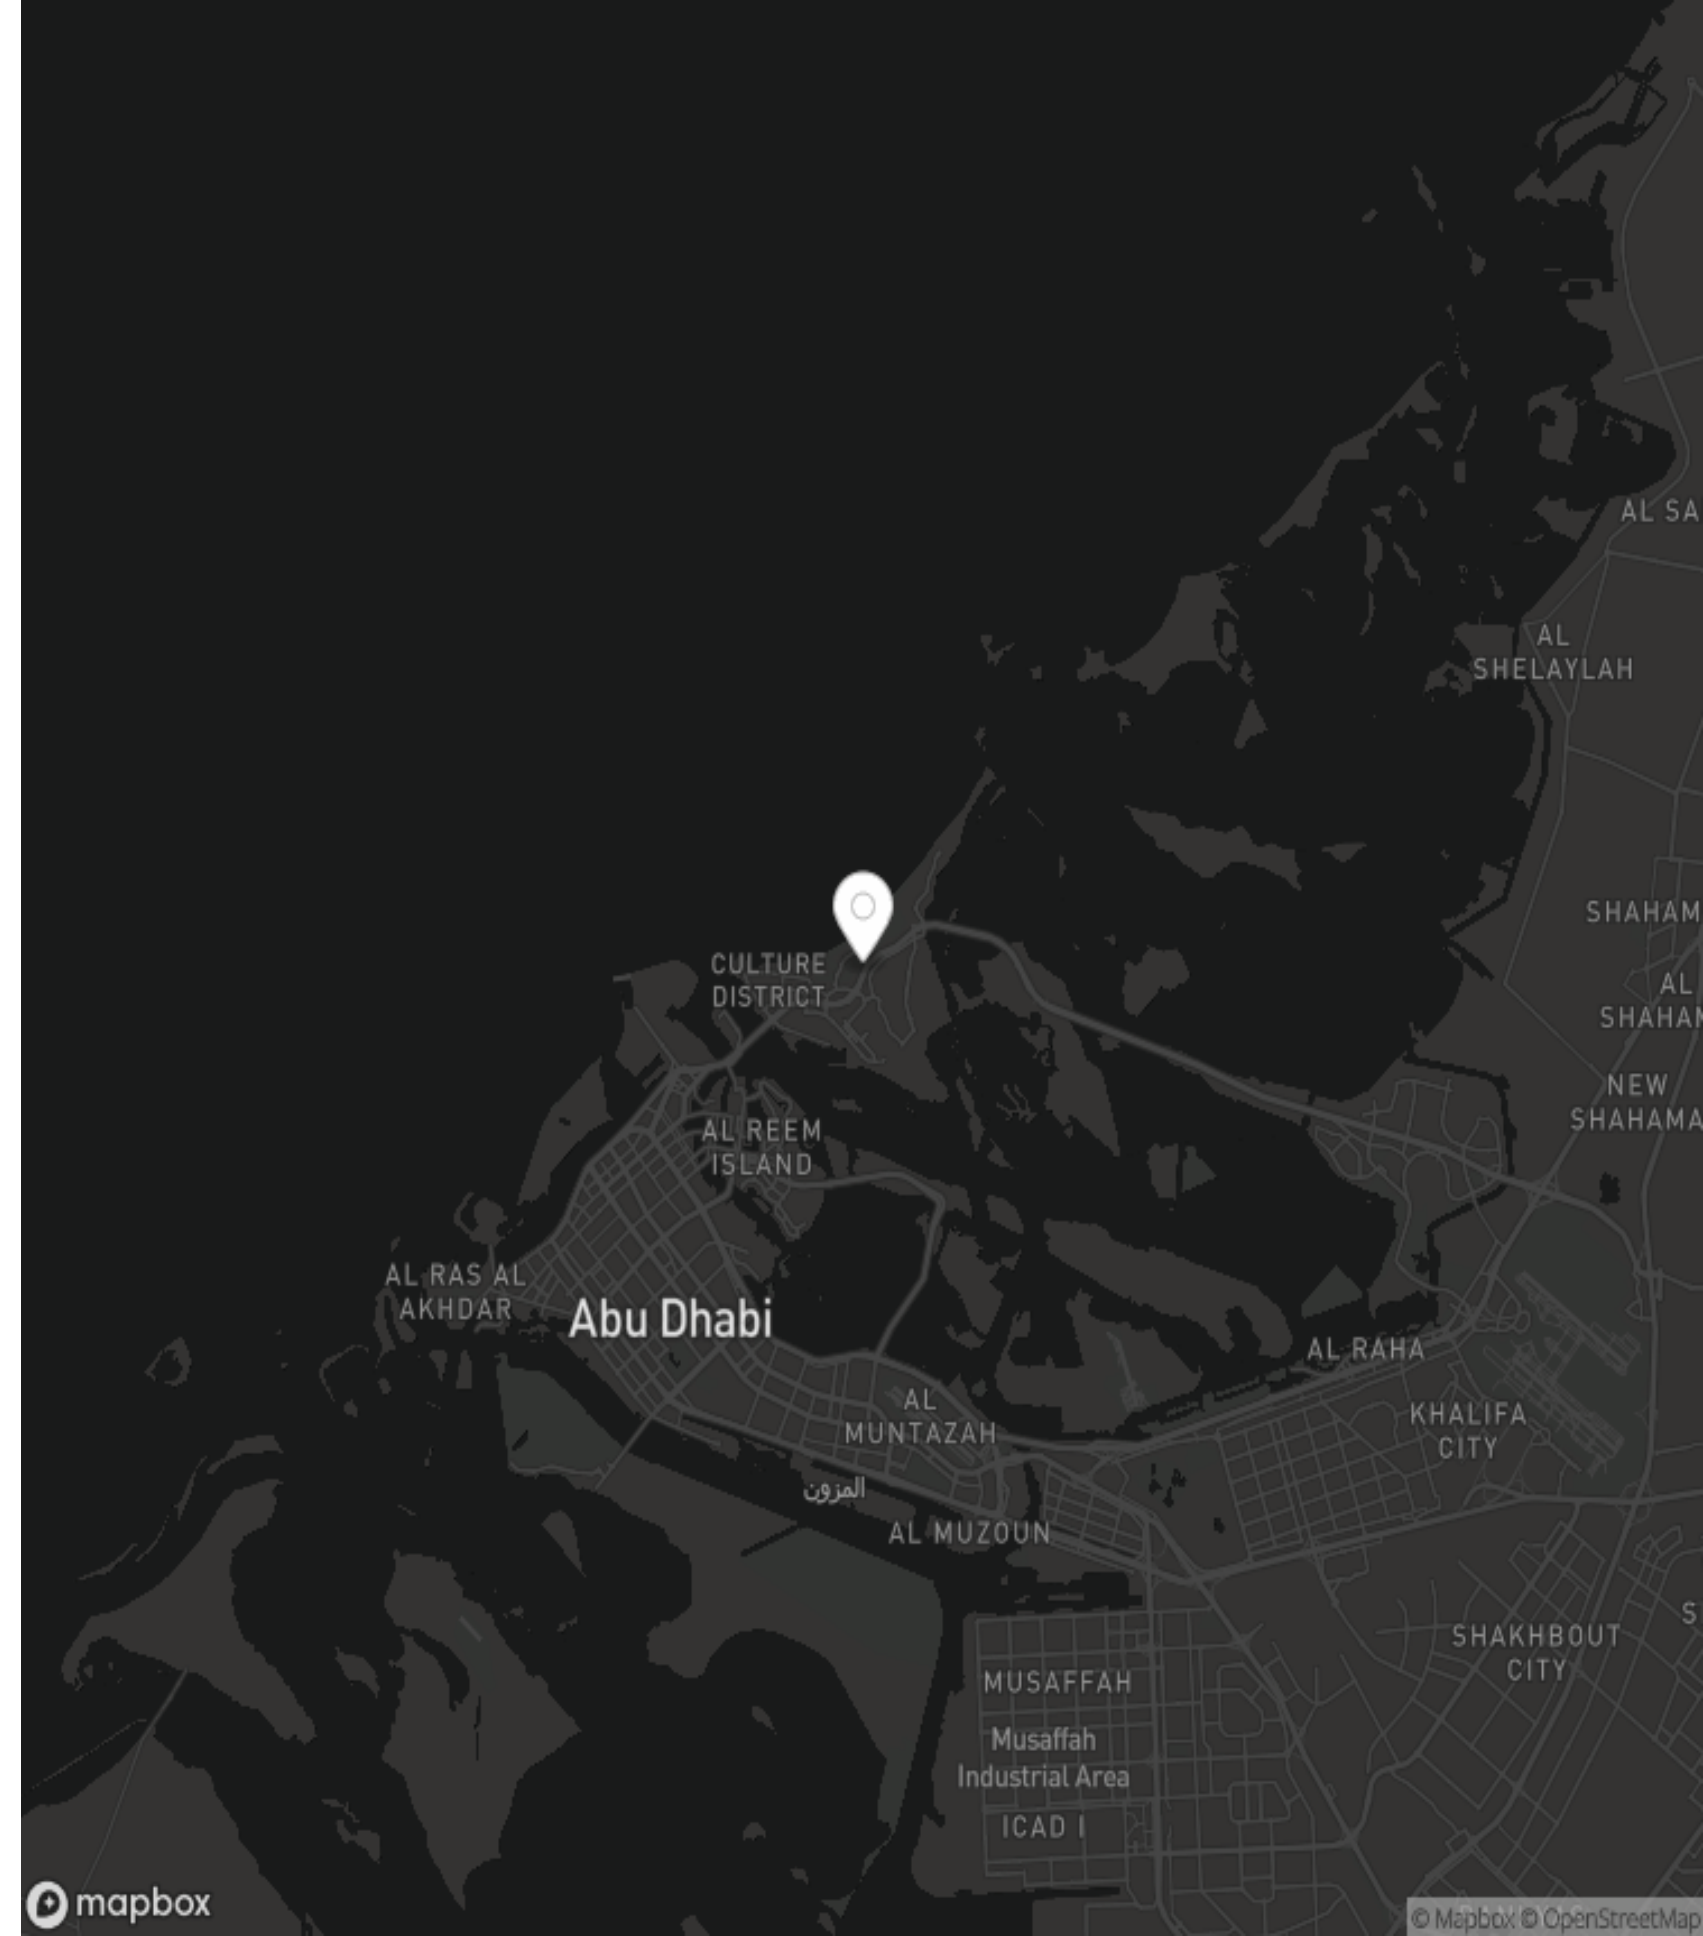 AL SA
AL
SHELAYLAH
SHAHAM
CULTURE
DISTRICT
AL
SHAHAM
NEW
SHAHAMA
AL REEM
ISLAND
AL RAS AL
AKHDAR
Abu Dhabi
AL RAHA
AL
MUNTAZAH
KHALIFA
CITY
المزون
AL MUZOUN
S
SHAKHBOUT
CITY
MUSAFFAH
Musaffah
Industrial Area
ICAD I
mapbox
© Mapbox © OpenStreetMap